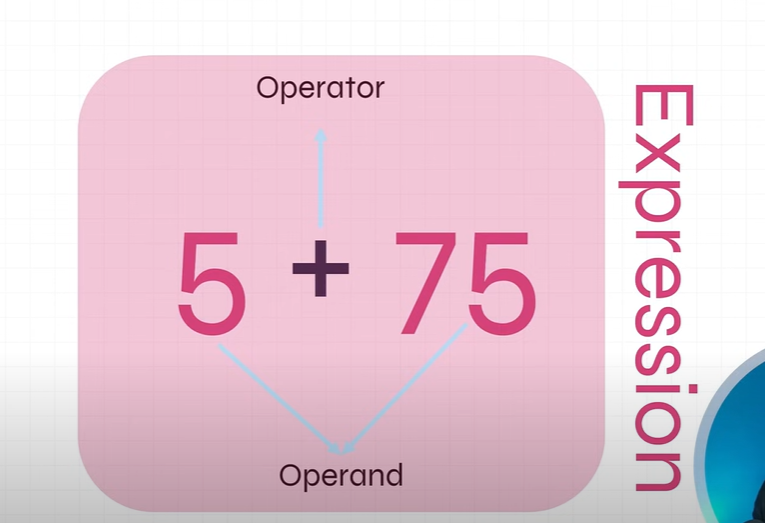 Operator
5 + 75
Operand
Expression